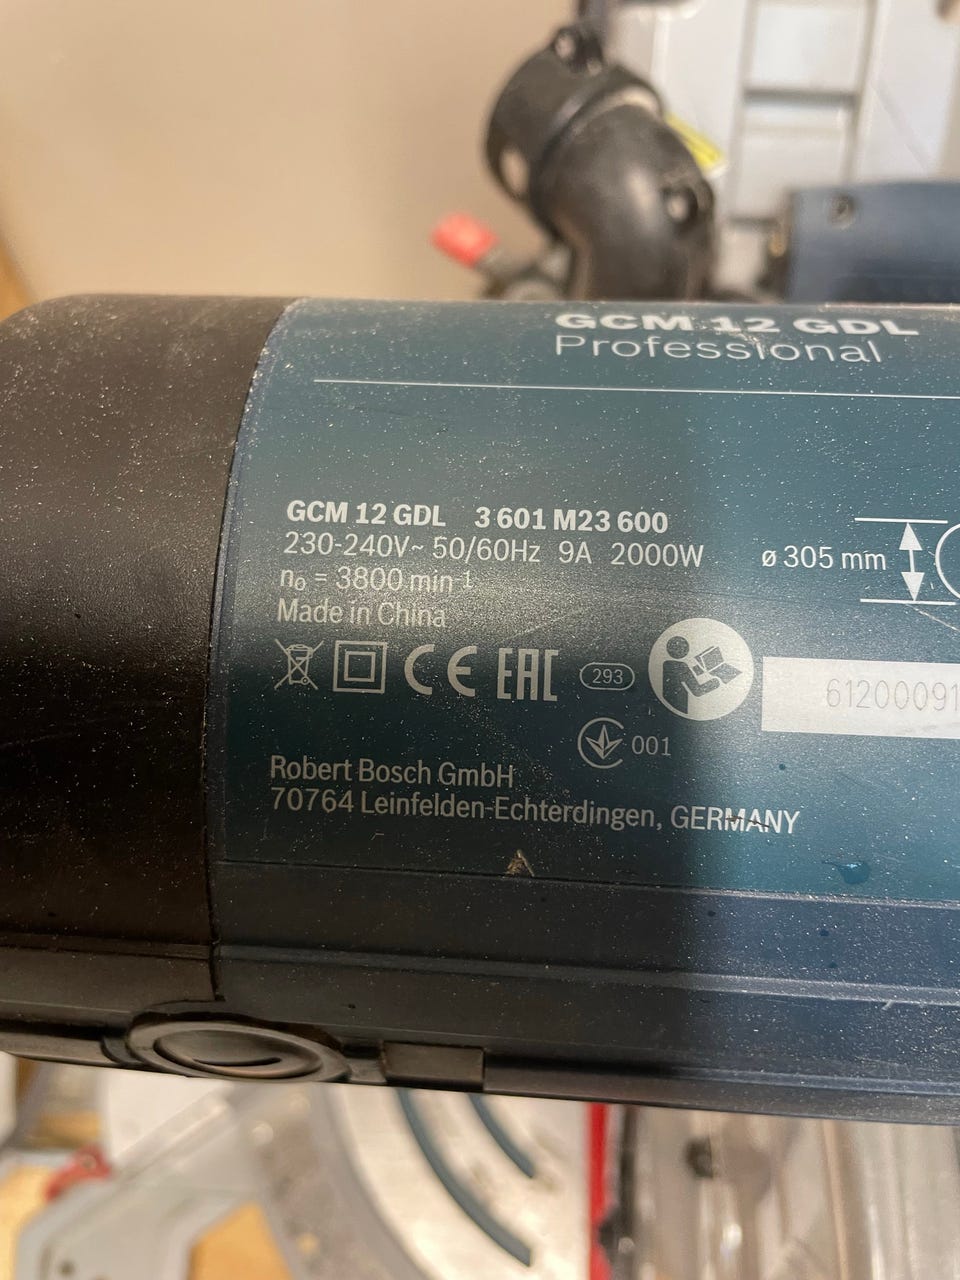 GCM 12 GDL
Professional
GCM 12 GDL 3 601 M23 600
230-240V~ 50/60Hz 9A 2000W
n₀ = 3800 min⁻¹
ø 305 mm
Made in China
CE EAC 293
61200091
001
Robert Bosch GmbH
70764 Leinfelden-Echterdingen, GERMANY